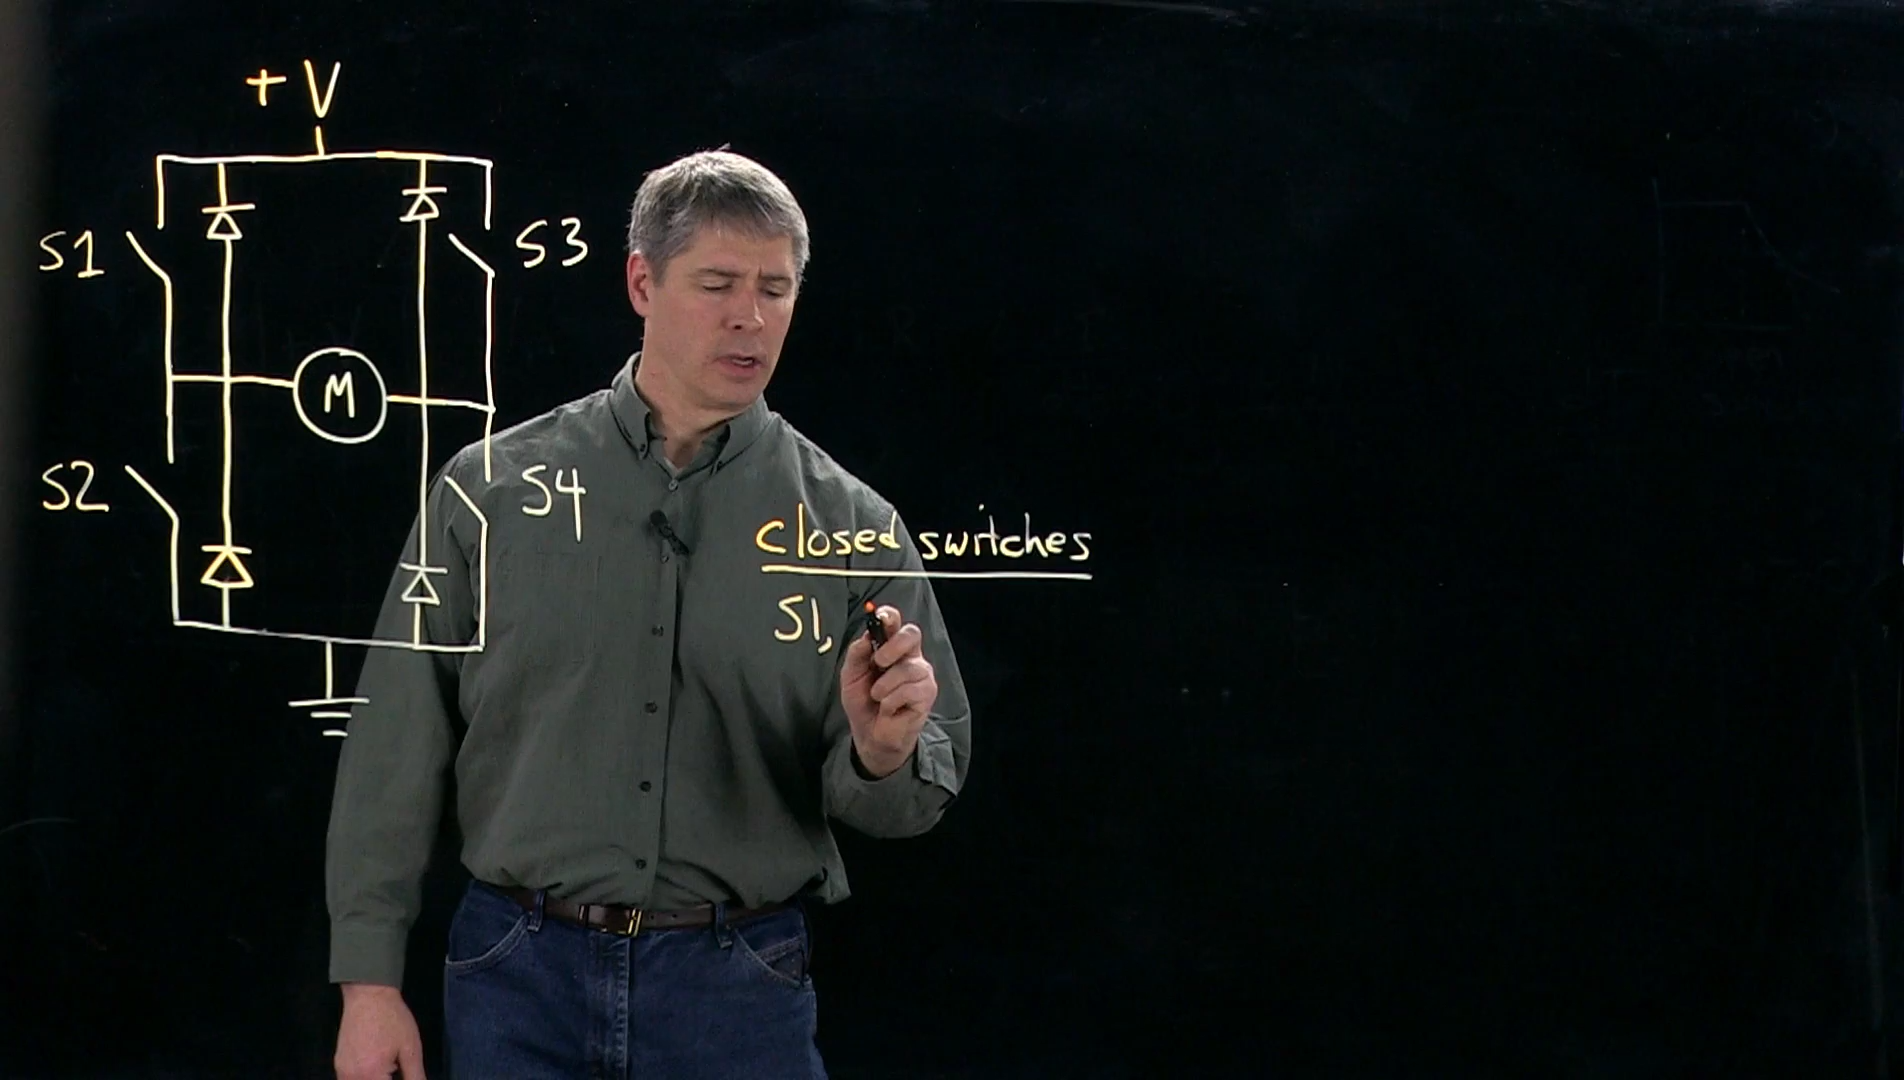 +V
S1
S3
M
S2
S4
closed switches
S1,